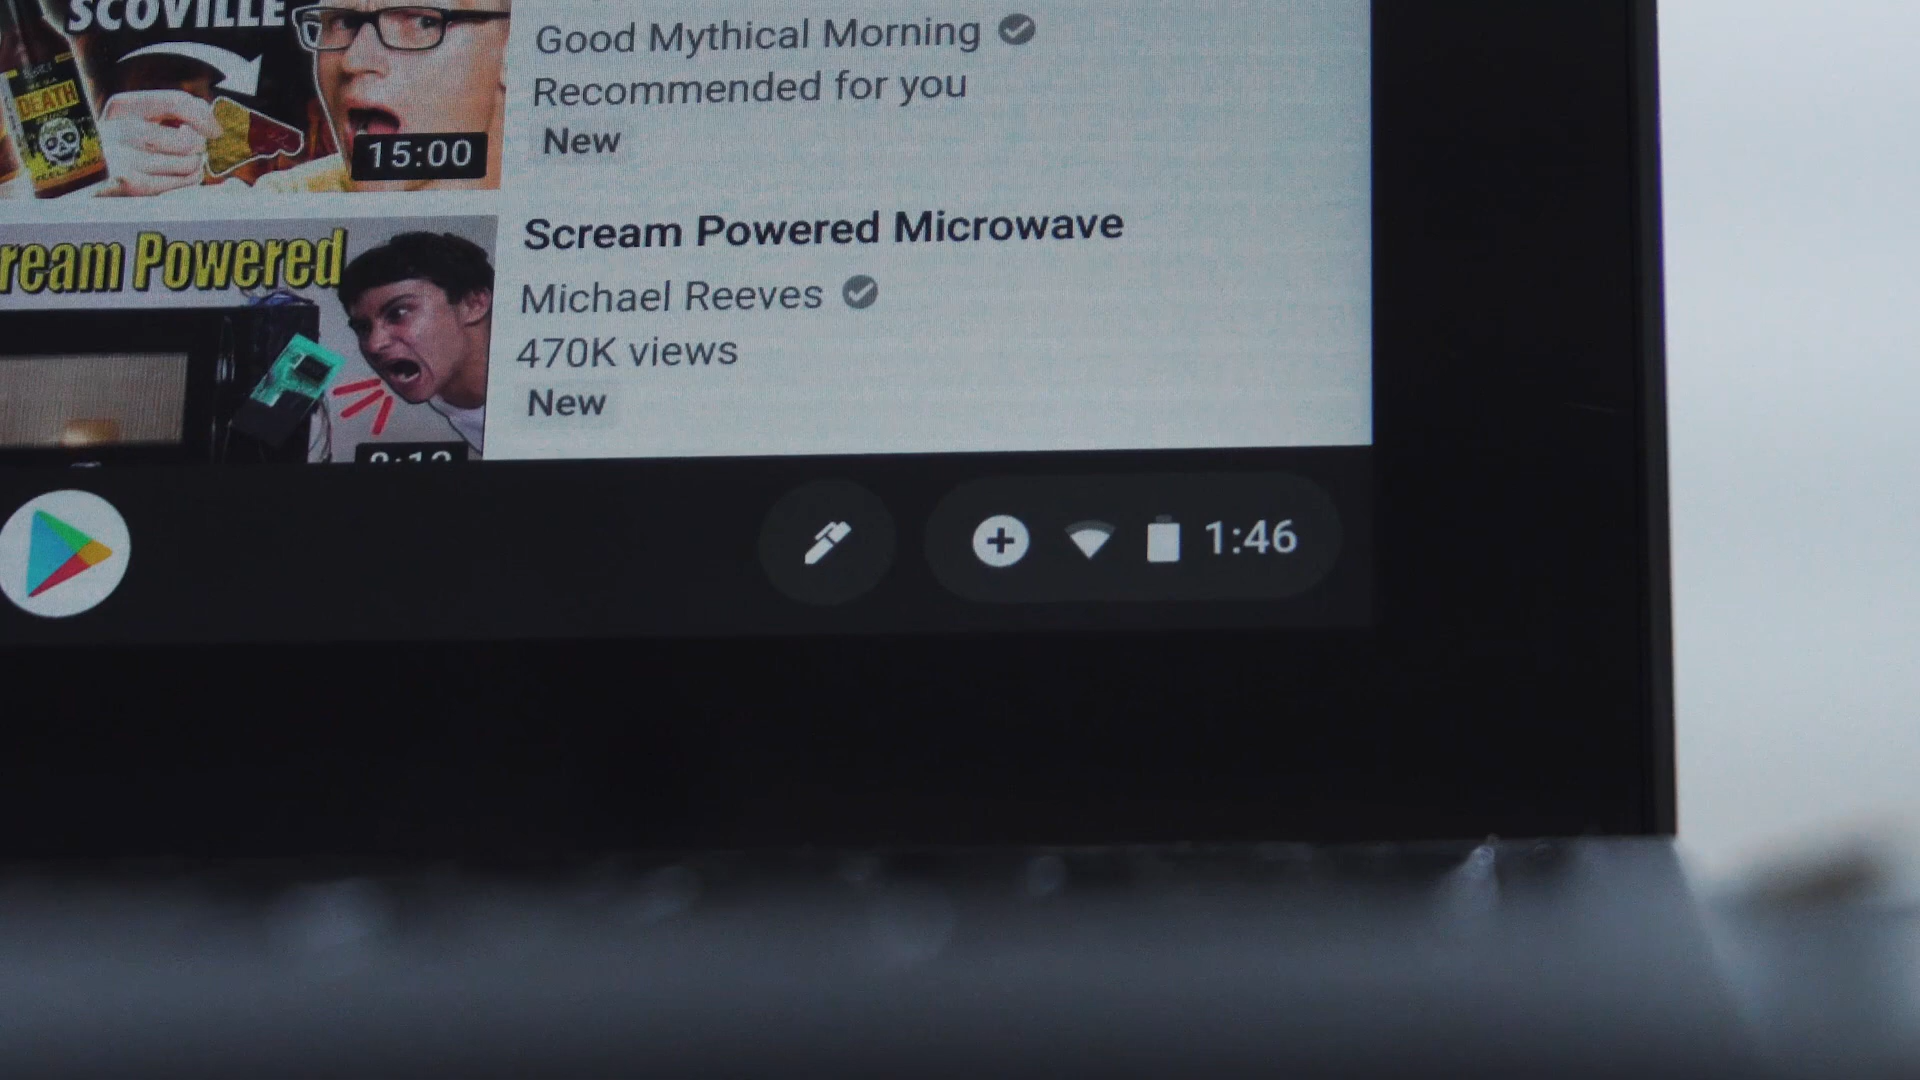 SCOVILLE
DEATH
15:00
Good Mythical Morning
Recommended for you
New
ream Powered
Scream Powered Microwave
Michael Reeves
470K views
New
1:46